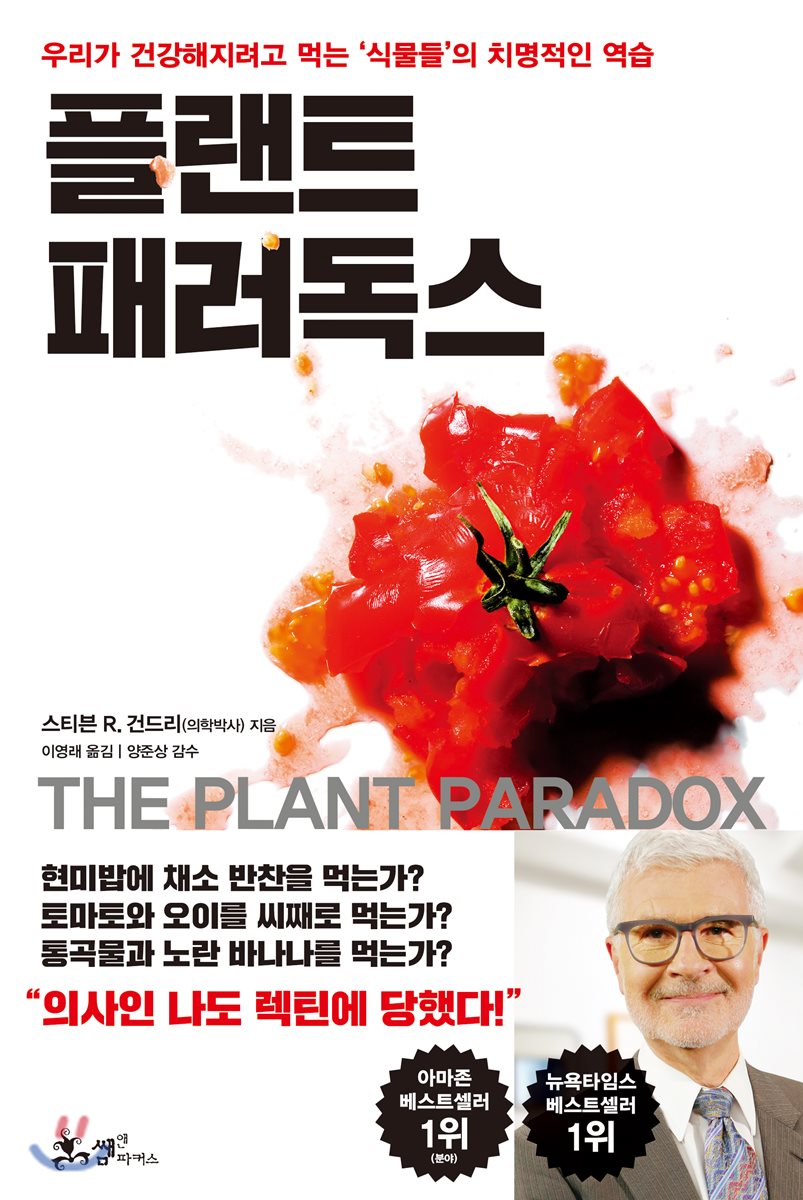 우리가 건강해지려고 먹는 ‘식물들’의 치명적인 역습
플랜트
패러독스
스티븐 R. 건드리(의학박사) 지음
이영래 옮김 | 양준상 감수
THE PLANT PARADOX
현미밥에 채소 반찬을 먹는가?
토마토와 오이를 씨째로 먹는가?
통곡물과 노란 바나나를 먹는가?
“의사인 나도 렉틴에 당했다!”
아마존
베스트셀러
1위
(분야)
뉴욕타임스
베스트셀러
1위
쌤앤파커스